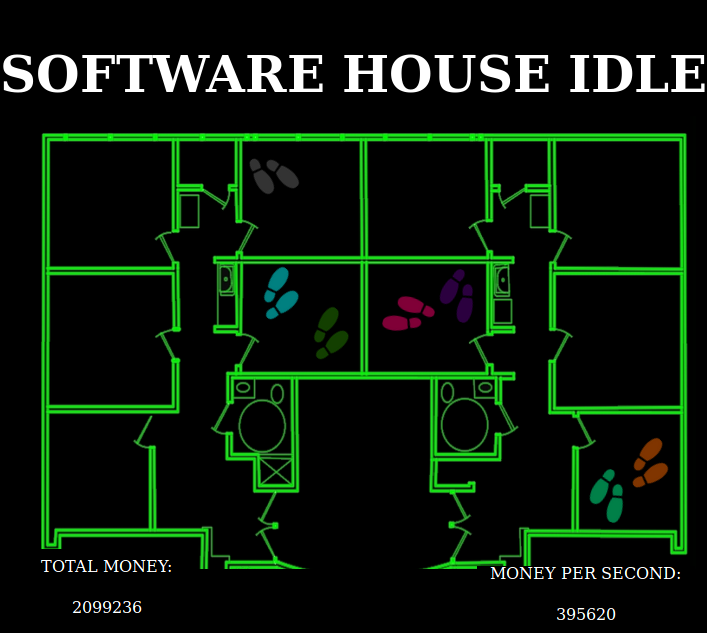 SOFTWARE HOUSE IDLE
TOTAL MONEY:
2099236
MONEY PER SECOND:
395620